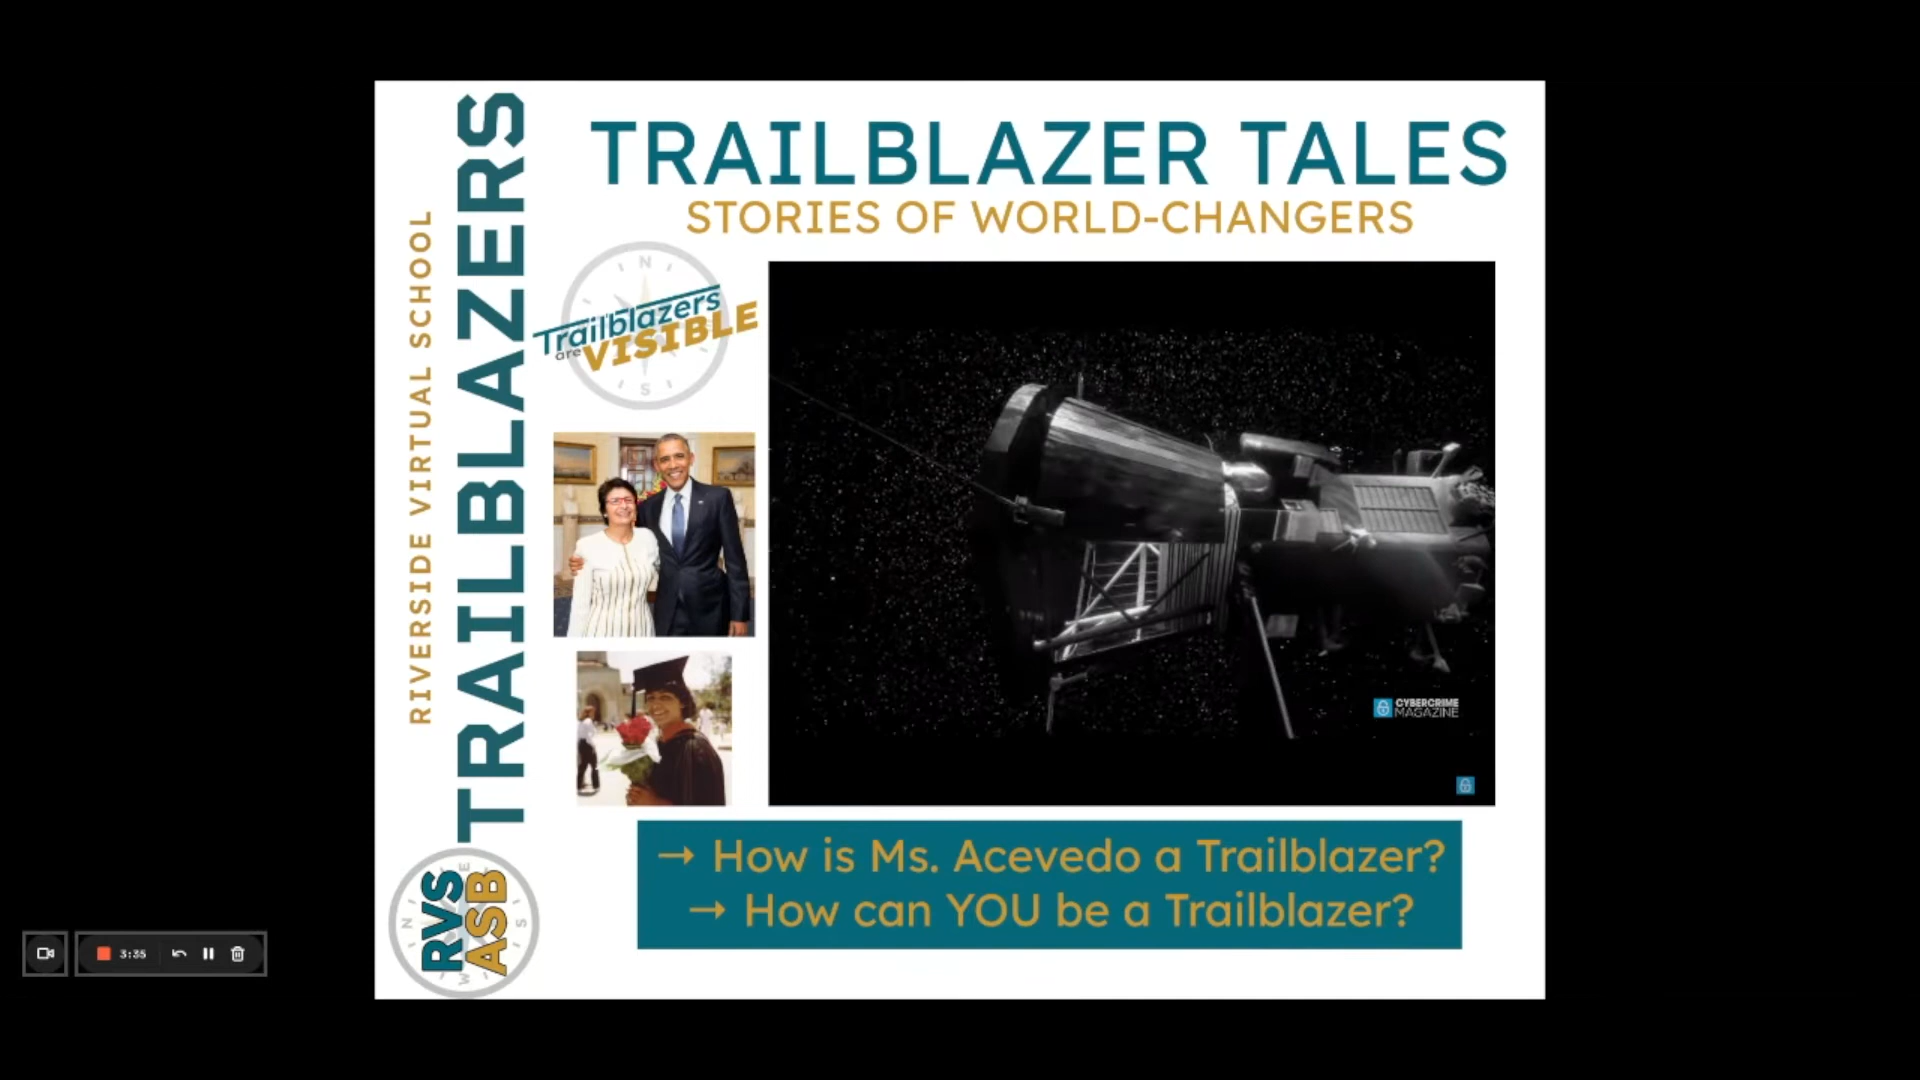 RIVERSIDE VIRTUAL SCHOOL
TRAILBLAZERS
TRAILBLAZER TALES
STORIES OF WORLD-CHANGERS
N
Trailblazers
are VISIBLE
S
CYBERCRIME
MAGAZINE
→ How is Ms. Acevedo a Trailblazer?
→ How can YOU be a Trailblazer?
N
E
S
W
RVS
ASB
3:35